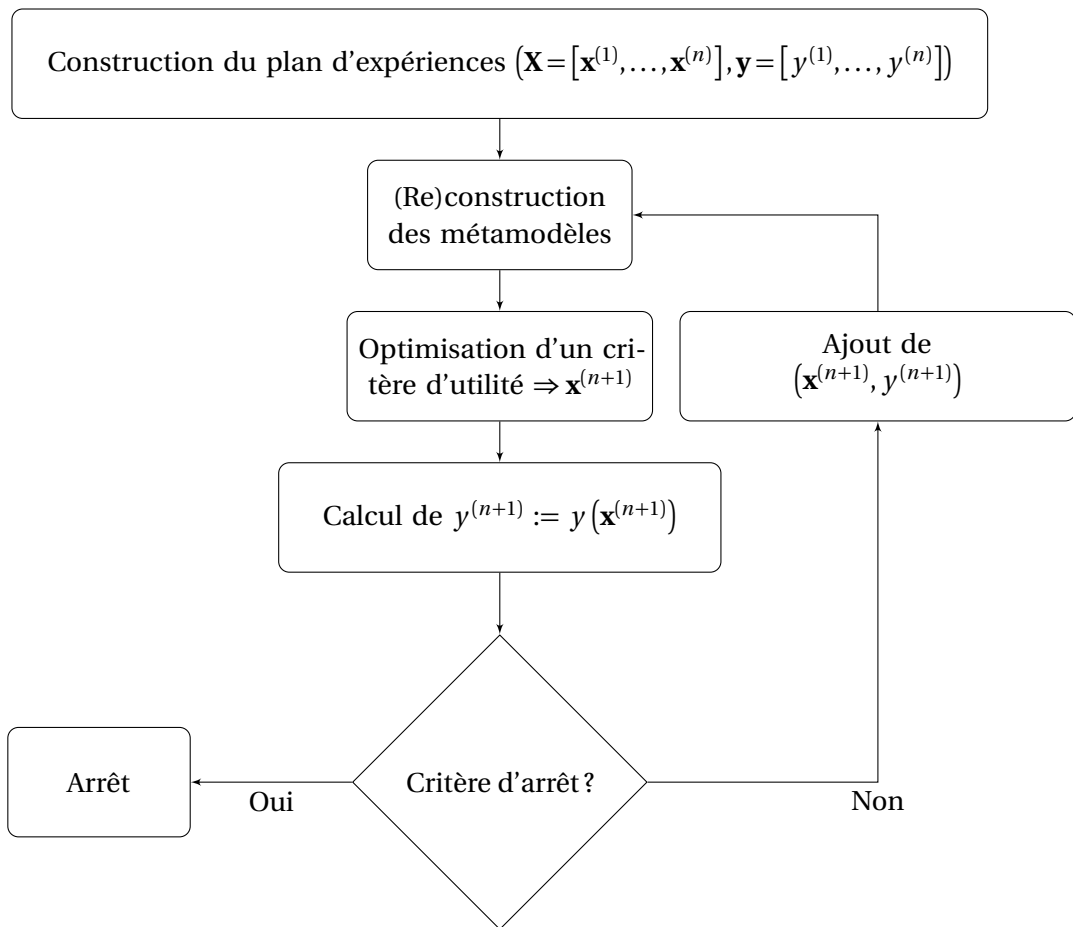 Construction du plan d'expériences (𝐗 = [𝐱⁽¹⁾,…,𝐱⁽ⁿ⁾], 𝐲 = [y⁽¹⁾,…, y⁽ⁿ⁾])
(Re)construction
des métamodèles
Optimisation d'un cri-
tère d'utilité ⇒ 𝐱⁽ⁿ⁺¹⁾
Ajout de
(𝐱⁽ⁿ⁺¹⁾, y⁽ⁿ⁺¹⁾)
Calcul de y⁽ⁿ⁺¹⁾ := y(𝐱⁽ⁿ⁺¹⁾)
Arrêt
Oui
Critère d'arrêt ?
Non